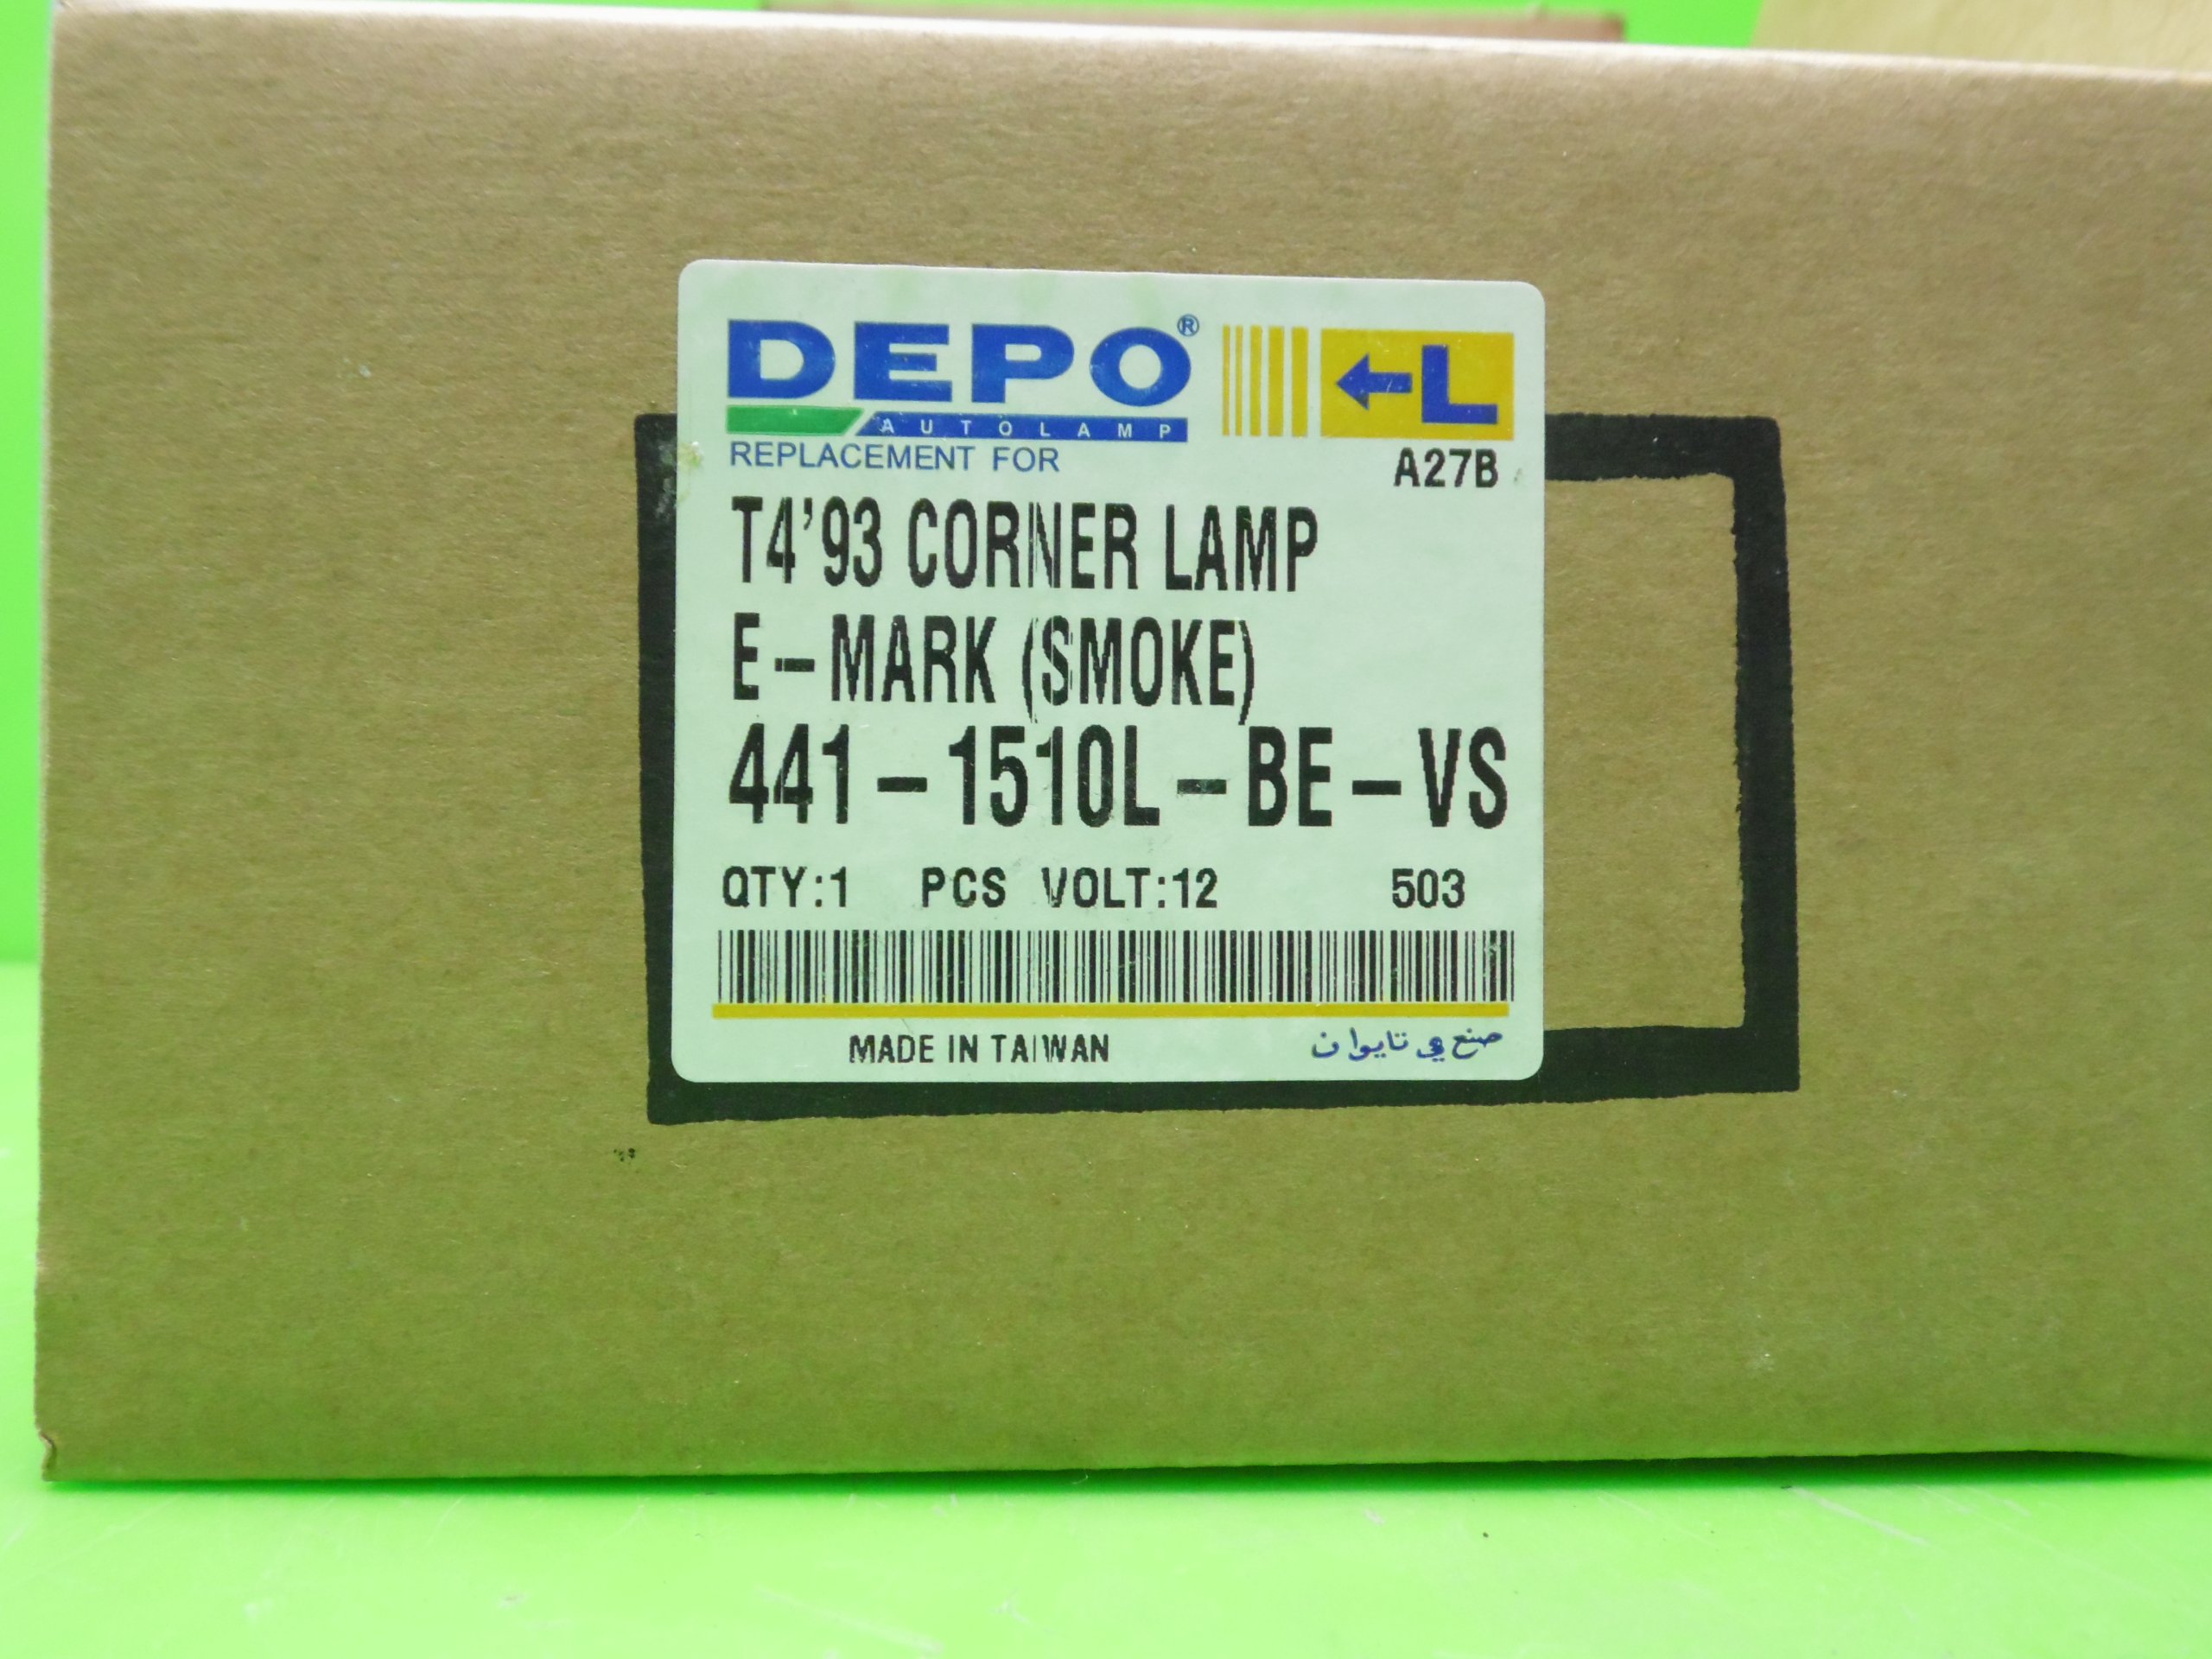 DEPO®
AUTOLAMP
←L
REPLACEMENT FOR
A27B
T4'93 CORNER LAMP
E-MARK (SMOKE)
441-1510L-BE-VS
QTY:1 PCS VOLT:12 503
MADE IN TAIWAN صنع في تايوان